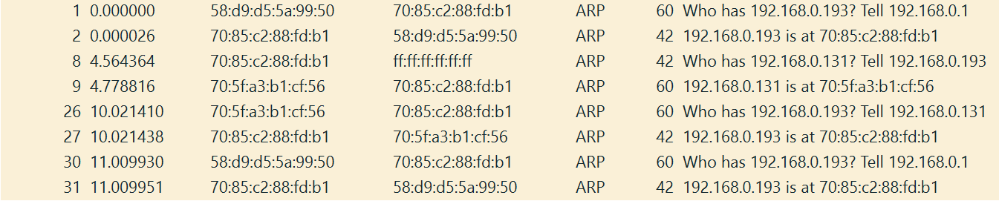 1 0.000000 58:d9:d5:5a:99:50 70:85:c2:88:fd:b1 ARP 60 Who has 192.168.0.193? Tell 192.168.0.1
2 0.000026 70:85:c2:88:fd:b1 58:d9:d5:5a:99:50 ARP 42 192.168.0.193 is at 70:85:c2:88:fd:b1
8 4.564364 70:85:c2:88:fd:b1 ff:ff:ff:ff:ff:ff ARP 42 Who has 192.168.0.131? Tell 192.168.0.193
9 4.778816 70:5f:a3:b1:cf:56 70:85:c2:88:fd:b1 ARP 60 192.168.0.131 is at 70:5f:a3:b1:cf:56
26 10.021410 70:5f:a3:b1:cf:56 70:85:c2:88:fd:b1 ARP 60 Who has 192.168.0.193? Tell 192.168.0.131
27 10.021438 70:85:c2:88:fd:b1 70:5f:a3:b1:cf:56 ARP 42 192.168.0.193 is at 70:85:c2:88:fd:b1
30 11.009930 58:d9:d5:5a:99:50 70:85:c2:88:fd:b1 ARP 60 Who has 192.168.0.193? Tell 192.168.0.1
31 11.009951 70:85:c2:88:fd:b1 58:d9:d5:5a:99:50 ARP 42 192.168.0.193 is at 70:85:c2:88:fd:b1